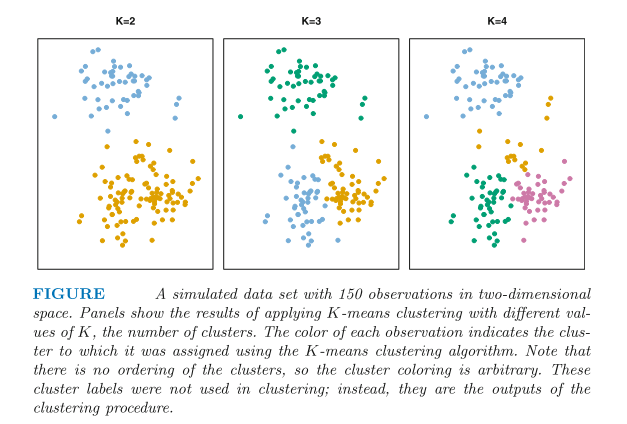 K=2 K=3 K=4
FIGURE A simulated data set with 150 observations in two-dimensional
space. Panels show the results of applying K-means clustering with different val-
ues of K, the number of clusters. The color of each observation indicates the clus-
ter to which it was assigned using the K-means clustering algorithm. Note that
there is no ordering of the clusters, so the cluster coloring is arbitrary. These
cluster labels were not used in clustering; instead, they are the outputs of the
clustering procedure.